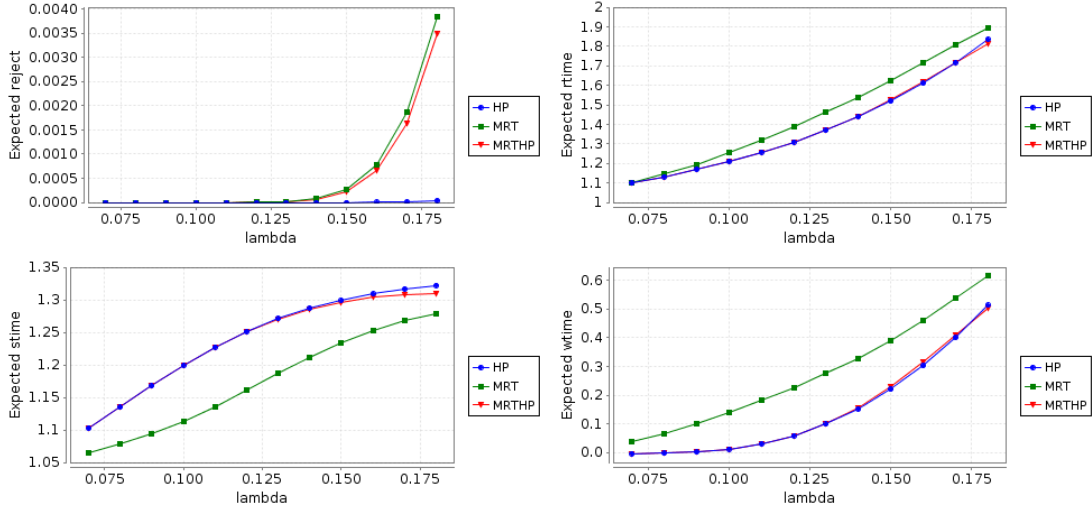 Expected reject
0.0040
0.0035
0.0030
0.0025
0.0020
0.0015
0.0010
0.0005
0.0000
0.075 0.100 0.125 0.150 0.175
lambda
HP
MRT
MRTHP
Expected rtime
2
1.9
1.8
1.7
1.6
1.5
1.4
1.3
1.2
1.1
1
0.075 0.100 0.125 0.150 0.175
lambda
HP
MRT
MRTHP
Expected stime
1.35
1.3
1.25
1.2
1.15
1.1
1.05
0.075 0.100 0.125 0.150 0.175
lambda
HP
MRT
MRTHP
Expected wtime
0.6
0.5
0.4
0.3
0.2
0.1
0.0
0.075 0.100 0.125 0.150 0.175
lambda
HP
MRT
MRTHP